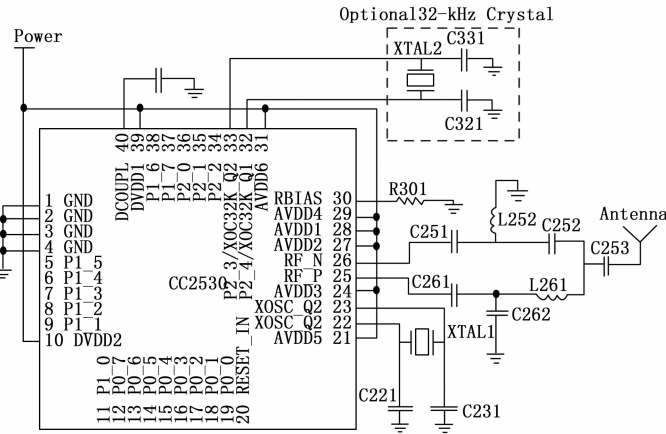 Optional32-kHz Crystal
Power
XTAL2
C331
C321
40 DCOUPL
39 DVDD1
38 P1_6
37 P1_7
36 P2_0
35 P2_1
34 P2_2
33 P2_3/XOC32K_Q2
32 P2_4/XOC32K_Q1
31 AVDD6
1 GND
2 GND
3 GND
4 GND
5 P1_5
6 P1_4
7 P1_3
8 P1_2
9 P1_1
10 DVDD2
CC2530
RBIAS 30
AVDD4 29
AVDD1 28
AVDD2 27
RF_N 26
RF_P 25
AVDD3 24
XOSC_Q2 23
XOSC_Q2 22
AVDD5 21
11 P1_0
12 P0_7
13 P0_6
14 P0_5
15 P0_4
16 P0_3
17 P0_2
18 P0_1
19 P0_0
20 RESET_IN
R301
C251
L252
C252
Antenna
C253
C261
L261
C262
XTAL1
C221
C231